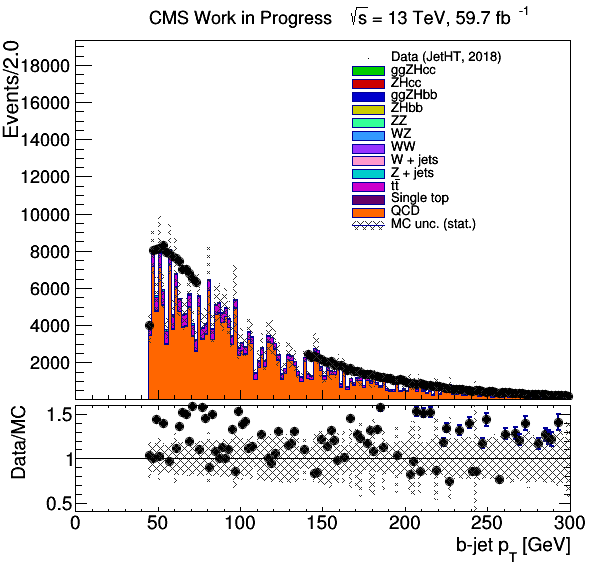 CMS Work in Progress √s = 13 TeV, 59.7 fb⁻¹
Events/2.0
18000
16000
14000
12000
10000
8000
6000
4000
2000
Data (JetHT, 2018)
ggZHcc
ZHcc
ggZHbb
ZHbb
ZZ
WZ
WW
W + jets
Z + jets
tt̄
Single top
QCD
MC unc. (stat.)
Data/MC
1.5
1
0.5
0 50 100 150 200 250 300
b-jet p_T [GeV]